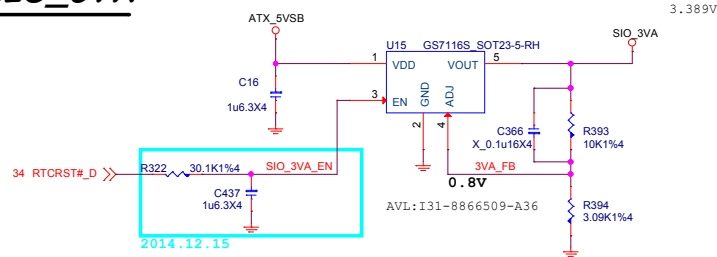 3.389V
ATX_5VSB
SIO_3VA
U15 GS7116S_SOT23-5-RH
1 VDD VOUT 5
C16
1u6.3X4
3 EN GND ADJ
2 4
C366
X_0.1u16X4
R393
10K1%4
34 RTCRST#_D R322 30.1K1%4 SIO_3VA_EN
3VA_FB
0.8V
C437
1u6.3X4
AVL:I31-8866509-A36
R394
3.09K1%4
2014.12.15